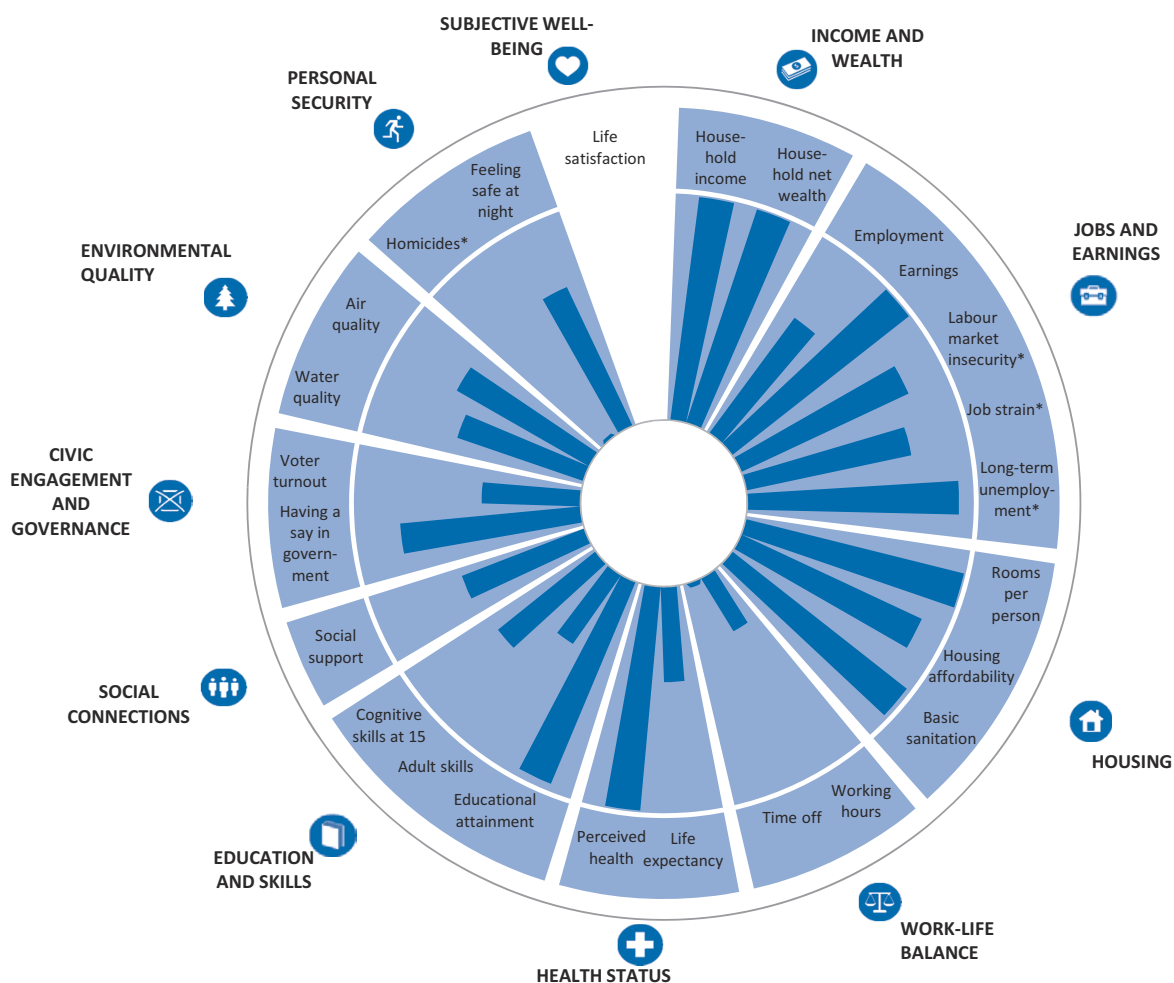 SUBJECTIVE WELL-
BEING
INCOME AND
WEALTH
PERSONAL
SECURITY
Life
satisfaction
House-
hold
income
House-
hold net
wealth
Feeling
safe at
night
Homicides*
Employment
Earnings
JOBS AND
EARNINGS
ENVIRONMENTAL
QUALITY
Air
quality
Water
quality
Labour
market
insecurity*
Job strain*
Long-term
unemploy-
ment*
CIVIC
ENGAGEMENT
AND
GOVERNANCE
Voter
turnout
Having a
say in
govern-
ment
Rooms
per
person
Housing
affordability
Basic
sanitation
HOUSING
Social
support
SOCIAL
CONNECTIONS
Cognitive
skills at 15
Adult skills
Educational
attainment
EDUCATION
AND SKILLS
Perceived
health
Life
expectancy
Time off
Working
hours
HEALTH STATUS
WORK-LIFE
BALANCE